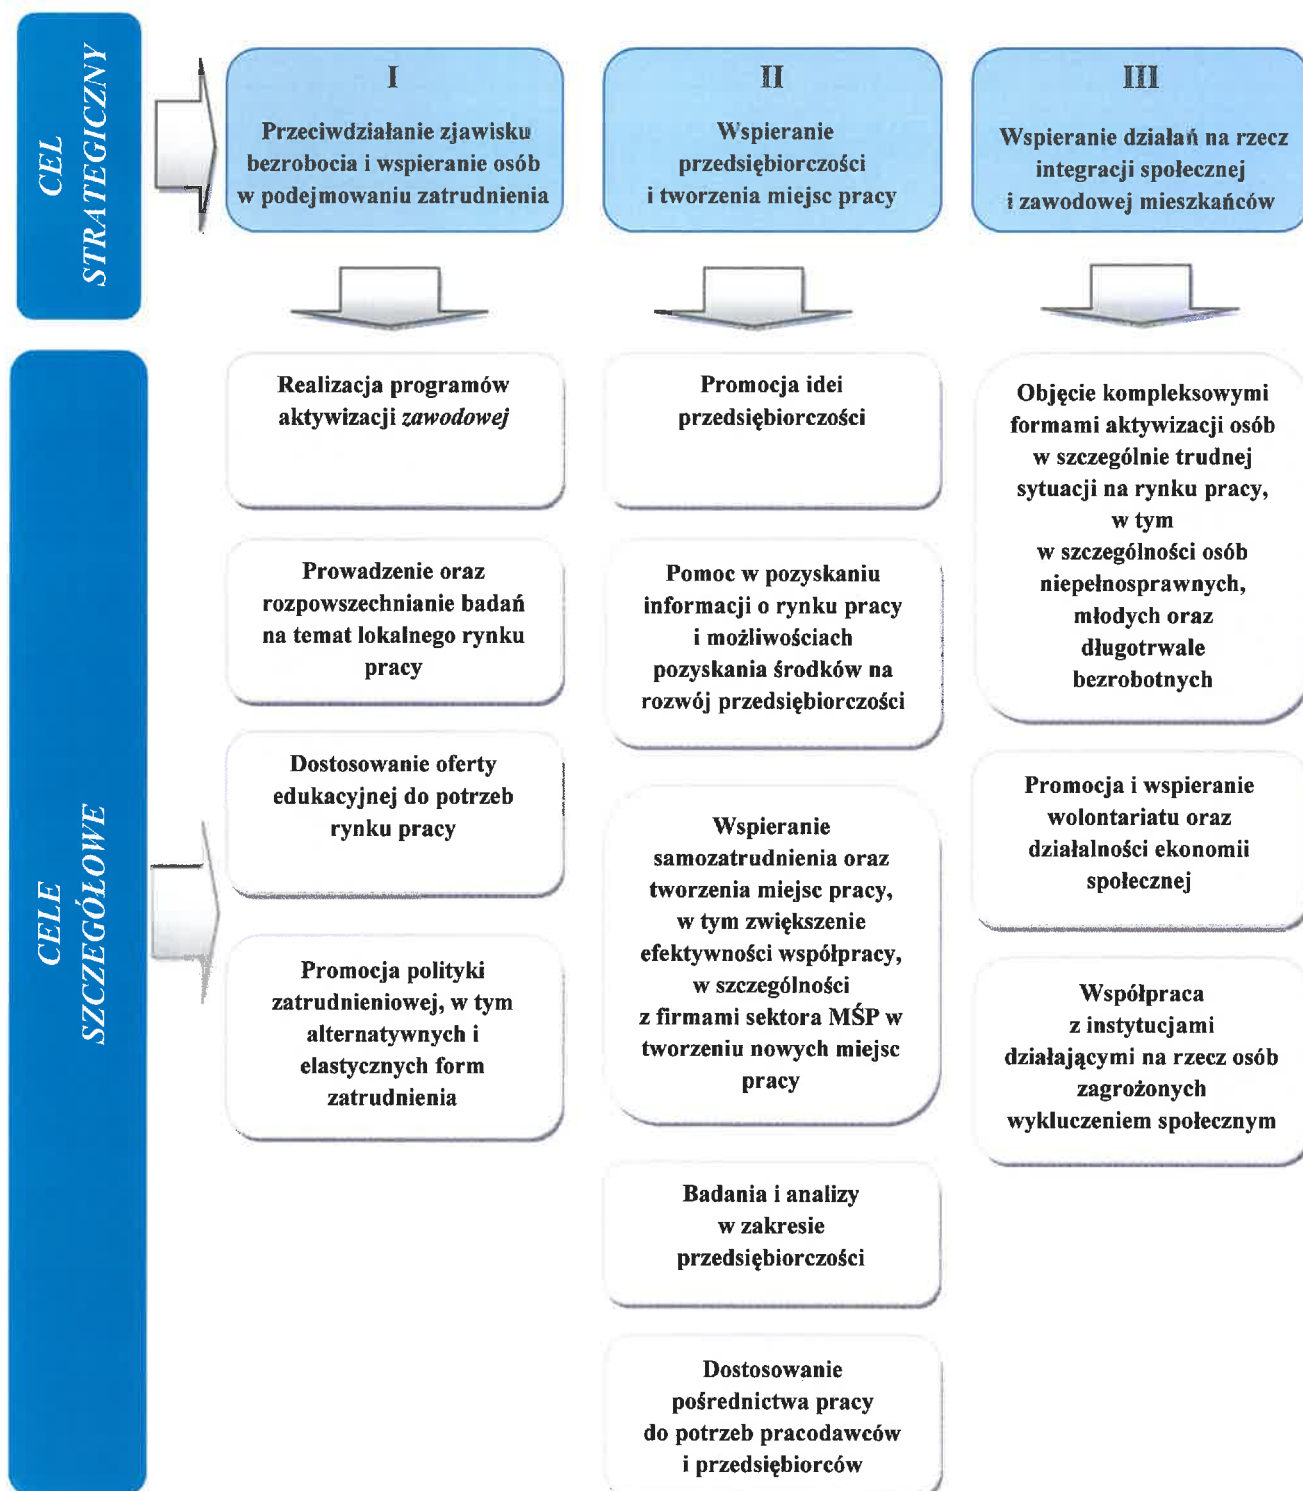 CEL
STRATEGICZNY
I
Przeciwdziałanie zjawisku
bezrobocia i wspieranie osób
w podejmowaniu zatrudnienia
II
Wspieranie
przedsiębiorczości
i tworzenia miejsc pracy
III
Wspieranie działań na rzecz
integracji społecznej
i zawodowej mieszkańców
CELE
SZCZEGÓŁOWE
Realizacja programów
aktywizacji zawodowej
Prowadzenie oraz
rozpowszechnianie badań
na temat lokalnego rynku
pracy
Dostosowanie oferty
edukacyjnej do potrzeb
rynku pracy
Promocja polityki
zatrudnieniowej, w tym
alternatywnych i
elastycznych form
zatrudnienia
Promocja idei
przedsiębiorczości
Pomoc w pozyskaniu
informacji o rynku pracy
i możliwościach
pozyskania środków na
rozwój przedsiębiorczości
Wspieranie
samozatrudnienia oraz
tworzenia miejsc pracy,
w tym zwiększenie
efektywności współpracy,
w szczególności
z firmami sektora MŚP w
tworzeniu nowych miejsc
pracy
Badania i analizy
w zakresie
przedsiębiorczości
Dostosowanie
pośrednictwa pracy
do potrzeb pracodawców
i przedsiębiorców
Objęcie kompleksowymi
formami aktywizacji osób
w szczególnie trudnej
sytuacji na rynku pracy,
w tym
w szczególności osób
niepełnosprawnych,
młodych oraz
długotrwale
bezrobotnych
Promocja i wspieranie
wolontariatu oraz
działalności ekonomii
społecznej
Współpraca
z instytucjami
działającymi na rzecz osób
zagrożonych
wykluczeniem społecznym